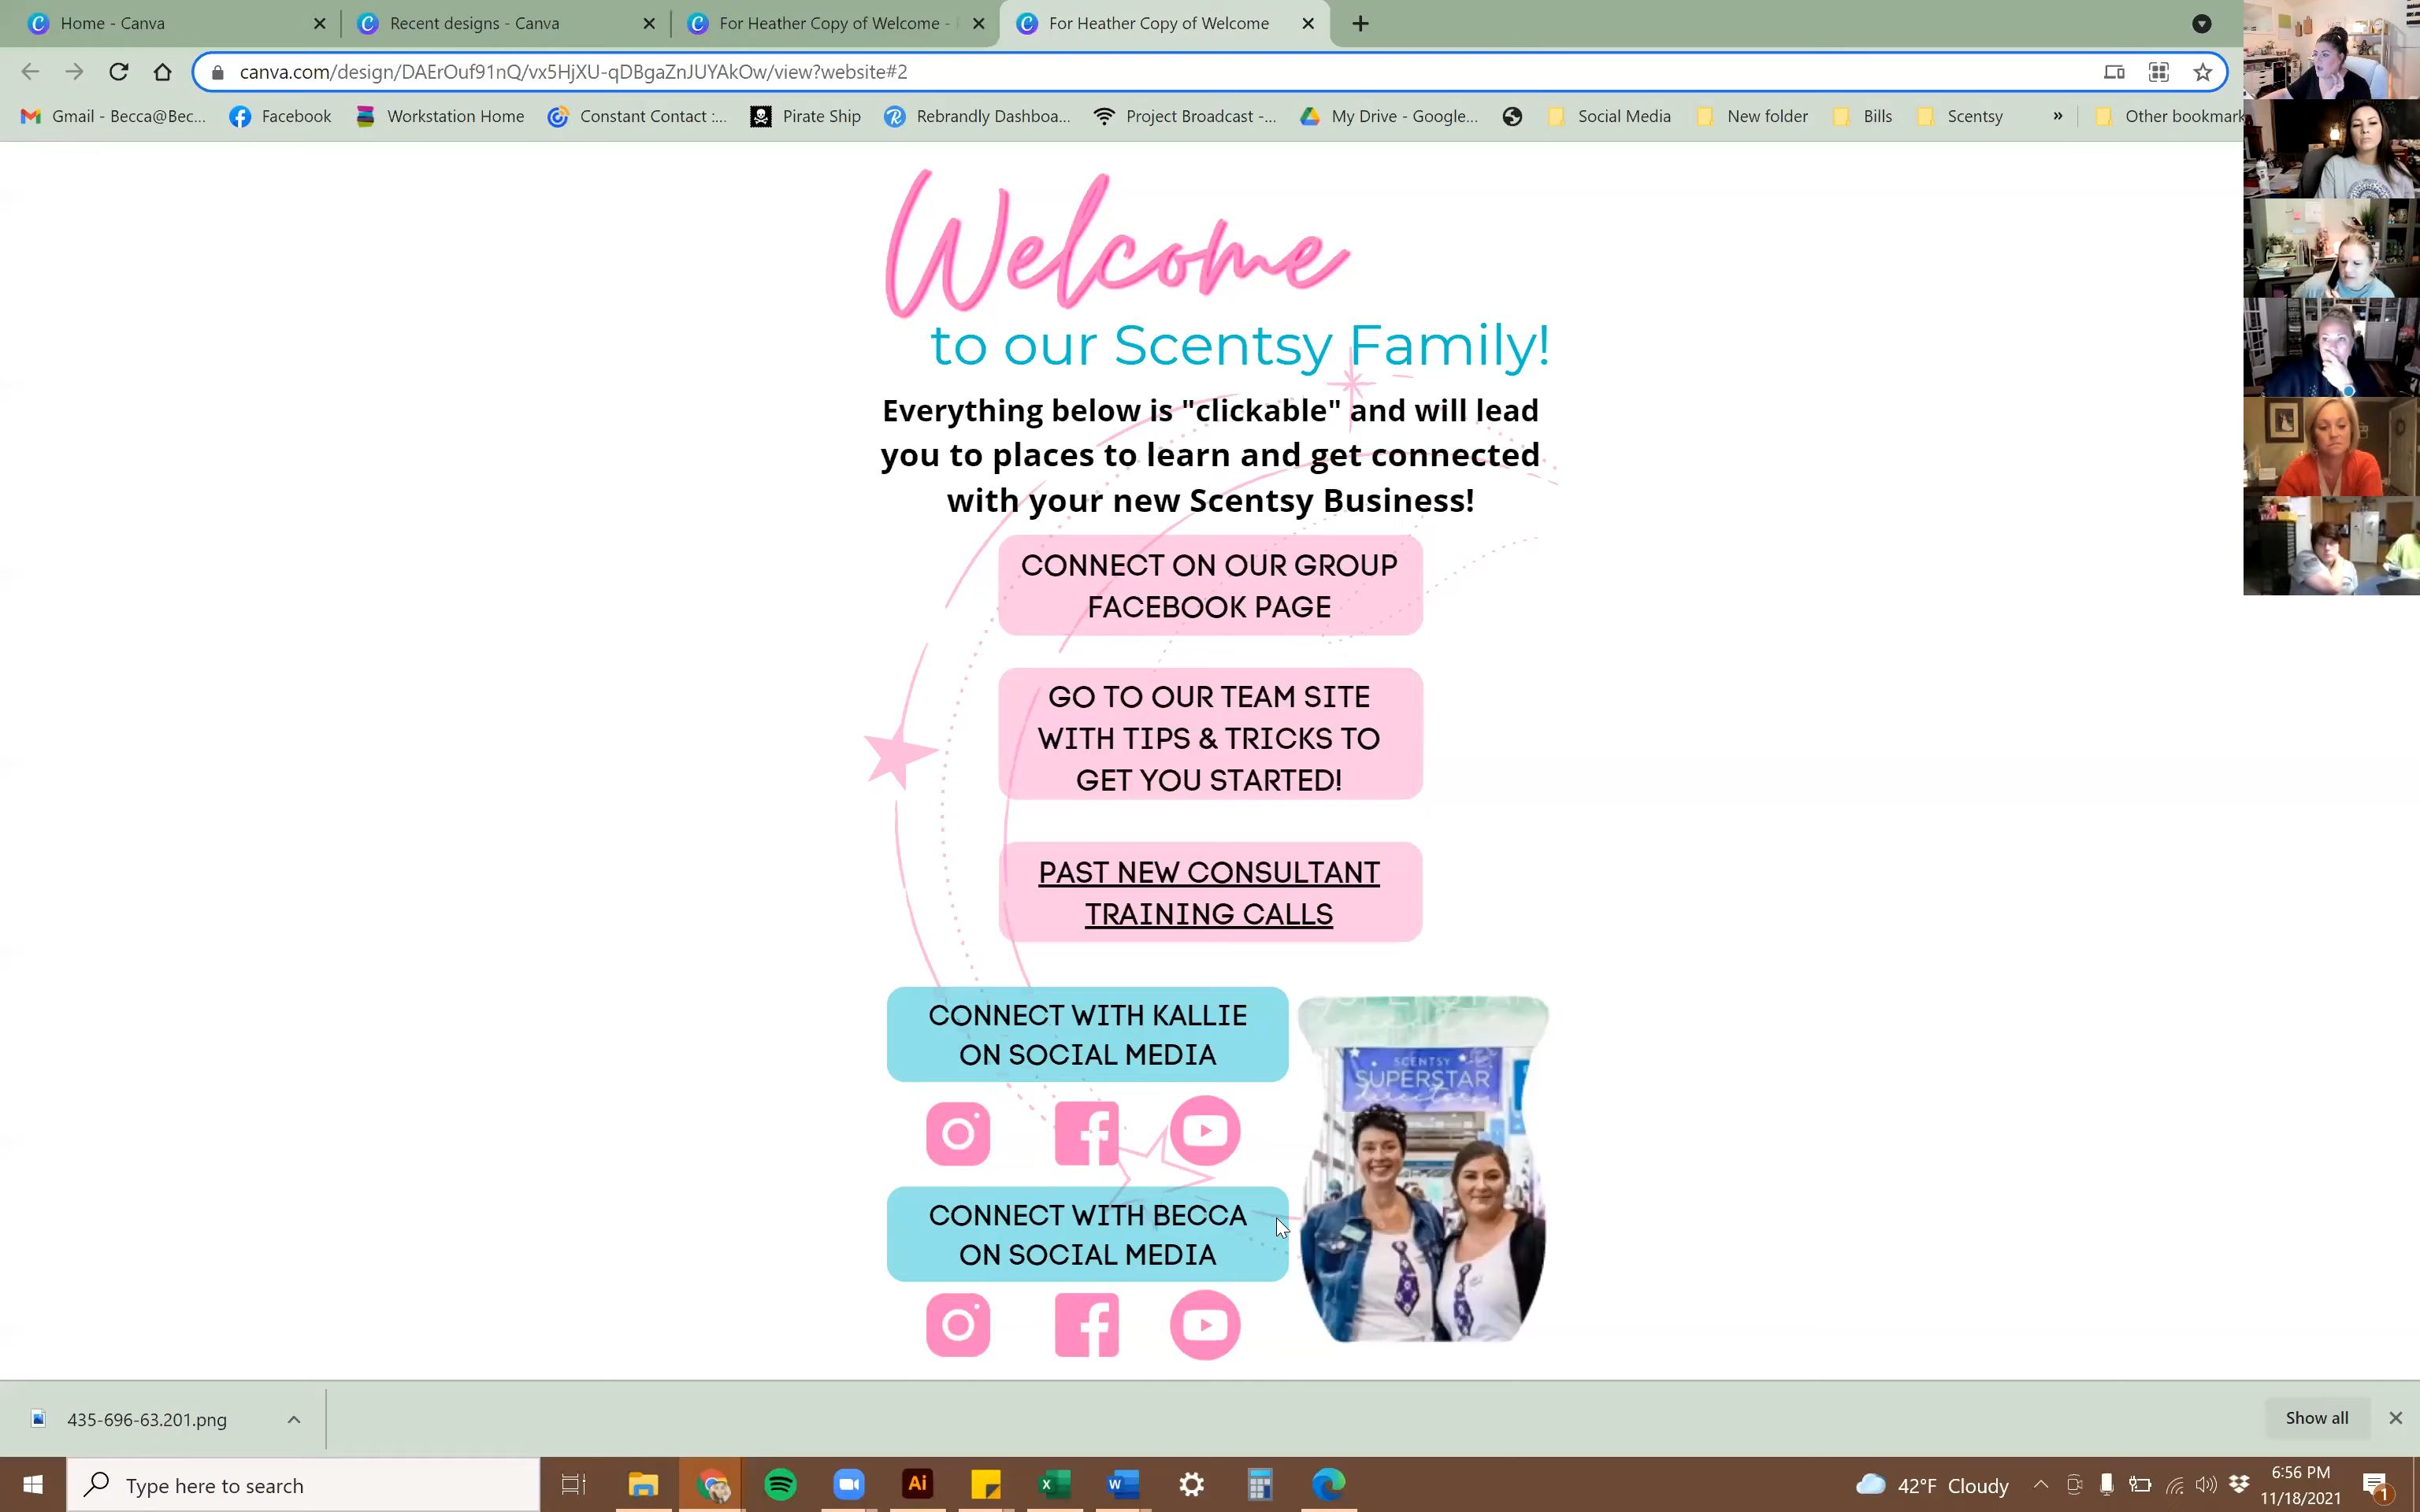 Home - Canva
Recent designs - Canva
For Heather Copy of Welcome -
For Heather Copy of Welcome
canva.com/design/DAErOuf91nQ/vx5HjXU-qDBgaZnJUYAkOw/view?website#2
Gmail - Becca@Bec...
Facebook
Workstation Home
Constant Contact :...
Pirate Ship
Rebrandly Dashboa...
Project Broadcast -...
My Drive - Google...
Social Media
New folder
Bills
Scentsy
»
Other bookmark
Welcome
to our Scentsy Family!
Everything below is "clickable" and will lead
you to places to learn and get connected
with your new Scentsy Business!
CONNECT ON OUR GROUP
FACEBOOK PAGE
GO TO OUR TEAM SITE
WITH TIPS & TRICKS TO
GET YOU STARTED!
PAST NEW CONSULTANT
TRAINING CALLS
CONNECT WITH KALLIE
ON SOCIAL MEDIA
SCENTSY
SUPERSTAR
directors
CONNECT WITH BECCA
ON SOCIAL MEDIA
435-696-63.201.png
Show all
Type here to search
Ai
42°F Cloudy
6:56 PM
11/18/2021
1